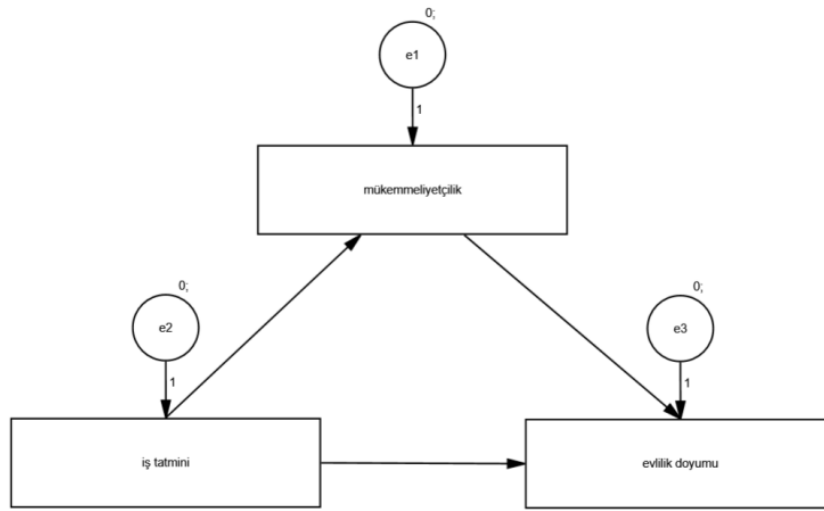 0;
e1
1
mükemmeliyetçilik
0;
e2
1
0;
e3
1
iş tatmini
evlilik doyumu